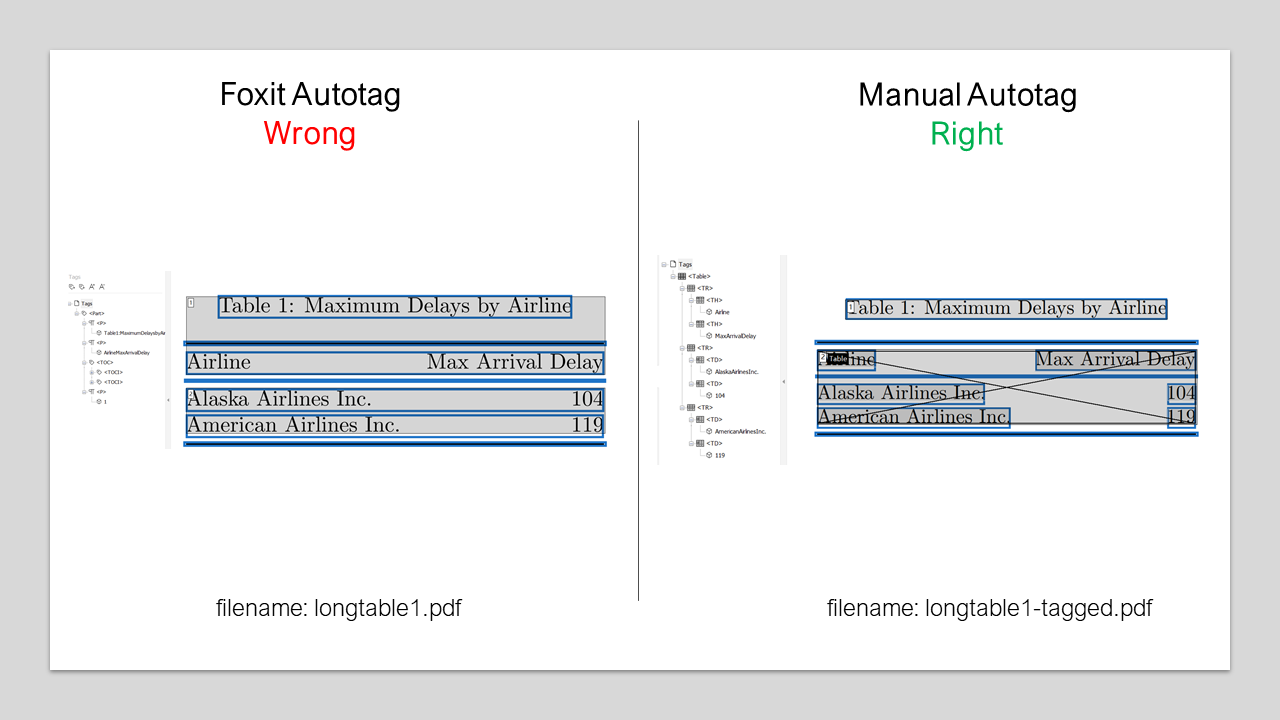 Foxit Autotag
Wrong
Tags
Tags
<Part>
<P>
Table1:MaximumDelaysbyAir
<P>
AirlineMaxArrivalDelay
<TOC>
<TOCI>
<TOCI>
<P>
1
1
Table 1: Maximum Delays by Airline
Airline Max Arrival Delay
Alaska Airlines Inc. 104
American Airlines Inc. 119
filename: longtable1.pdf
Manual Autotag
Right
Tags
<Table>
<TR>
<TH>
Airline
<TH>
MaxArrivalDelay
<TR>
<TD>
AlaskaAirlinesInc.
<TD>
104
<TR>
<TD>
AmericanAirlinesInc.
<TD>
119
1
Table 1: Maximum Delays by Airline
2 Table
Airline Max Arrival Delay
Alaska Airlines Inc. 104
American Airlines Inc. 119
filename: longtable1-tagged.pdf